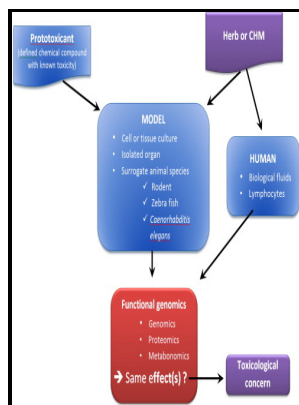 Prototoxicant
(defined chemical compound
with known toxicity)
Herb or CHM
MODEL
• Cell or tissue culture
• Isolated organ
• Surrogate animal species
✓ Rodent
✓ Zebra fish
✓ Caenorhabditis
elegans
HUMAN
• Biological fluids
• Lymphocytes
Functional genomics
• Genomics
• Proteomics
• Metabonomics
➔ Same effect(s) ?
Toxicological
concern